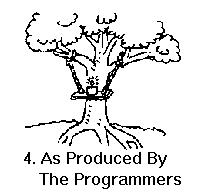 4. As Produced By
The Programmers